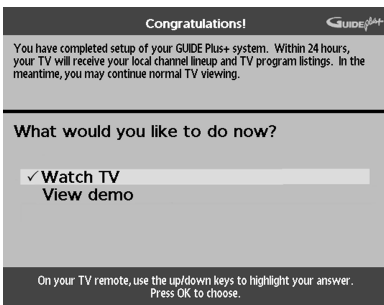 Congratulations!
GUIDE Plus+
You have completed setup of your GUIDE Plus+ system. Within 24 hours,
your TV will receive your local channel lineup and TV program listings. In the
meantime, you may continue normal TV viewing.
What would you like to do now?
✓ Watch TV
View demo
On your TV remote, use the up/down keys to highlight your answer.
Press OK to choose.